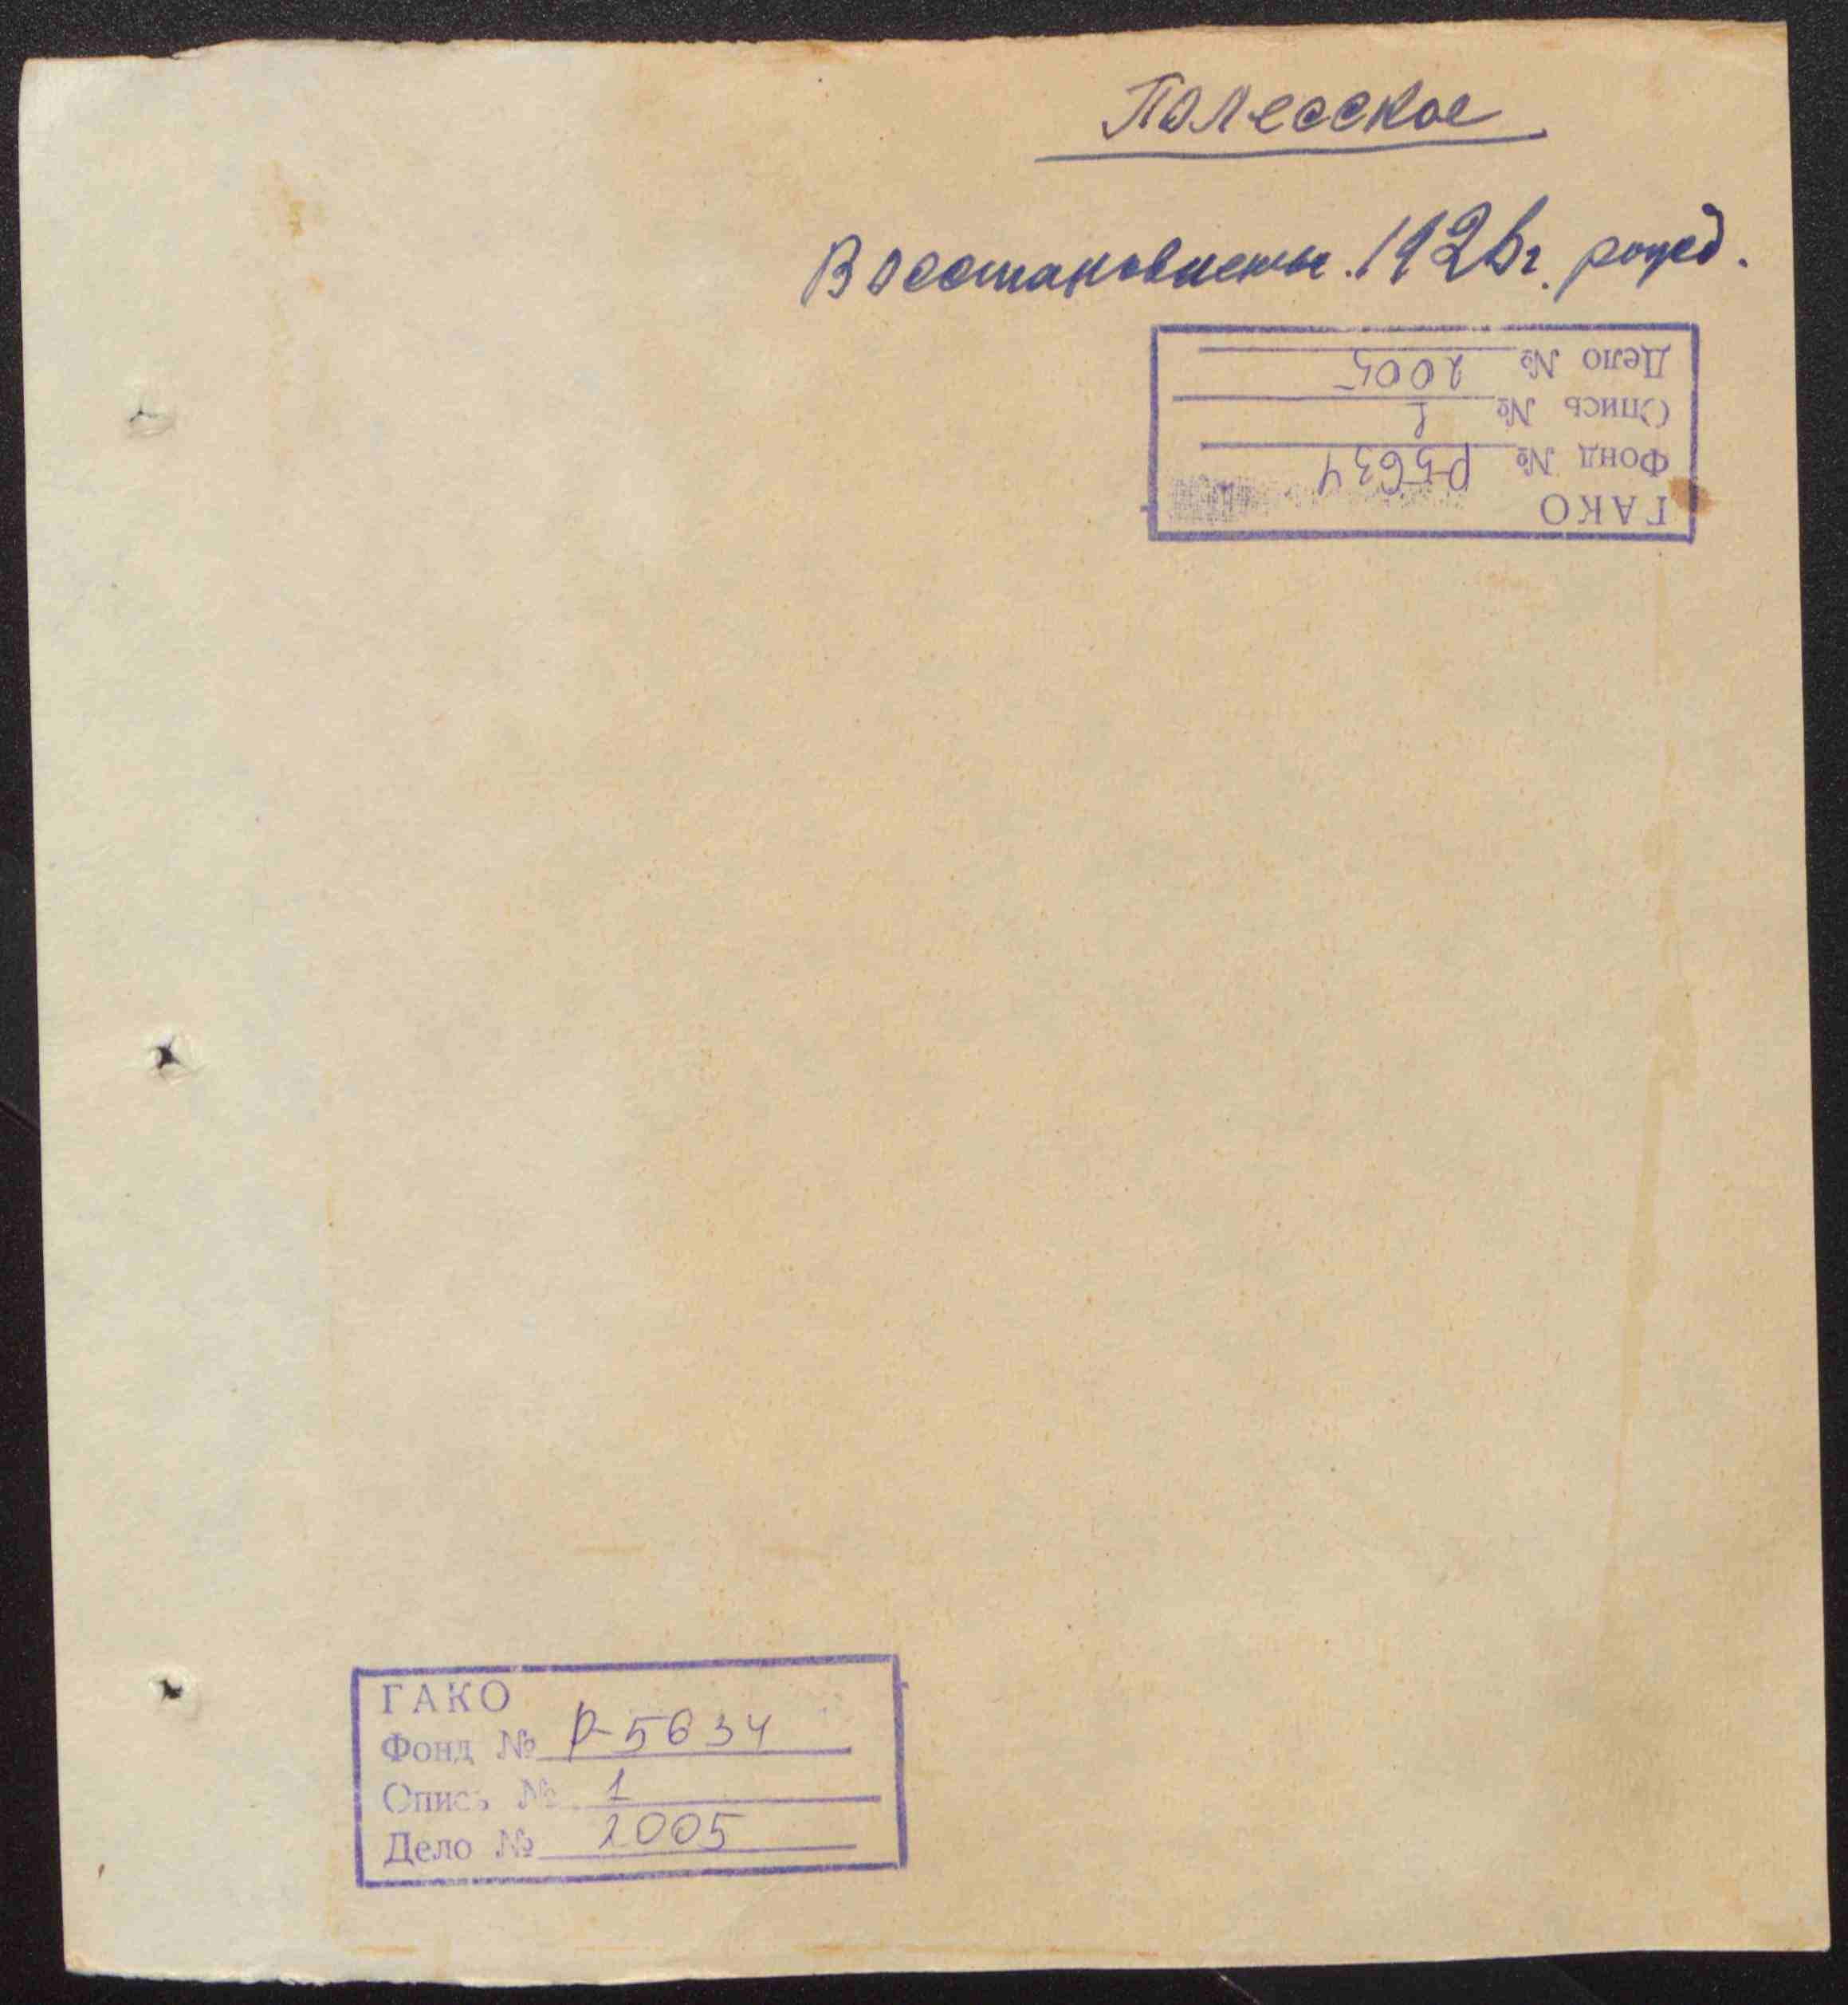 Полесское
Восстановлены 192 г. рожд.
Дело № 2005
Опись № 1
Фонд № Р-5634
ГАКО
ГАКО
Фонд № Р-5634
Опись № 1
Дело № 2005